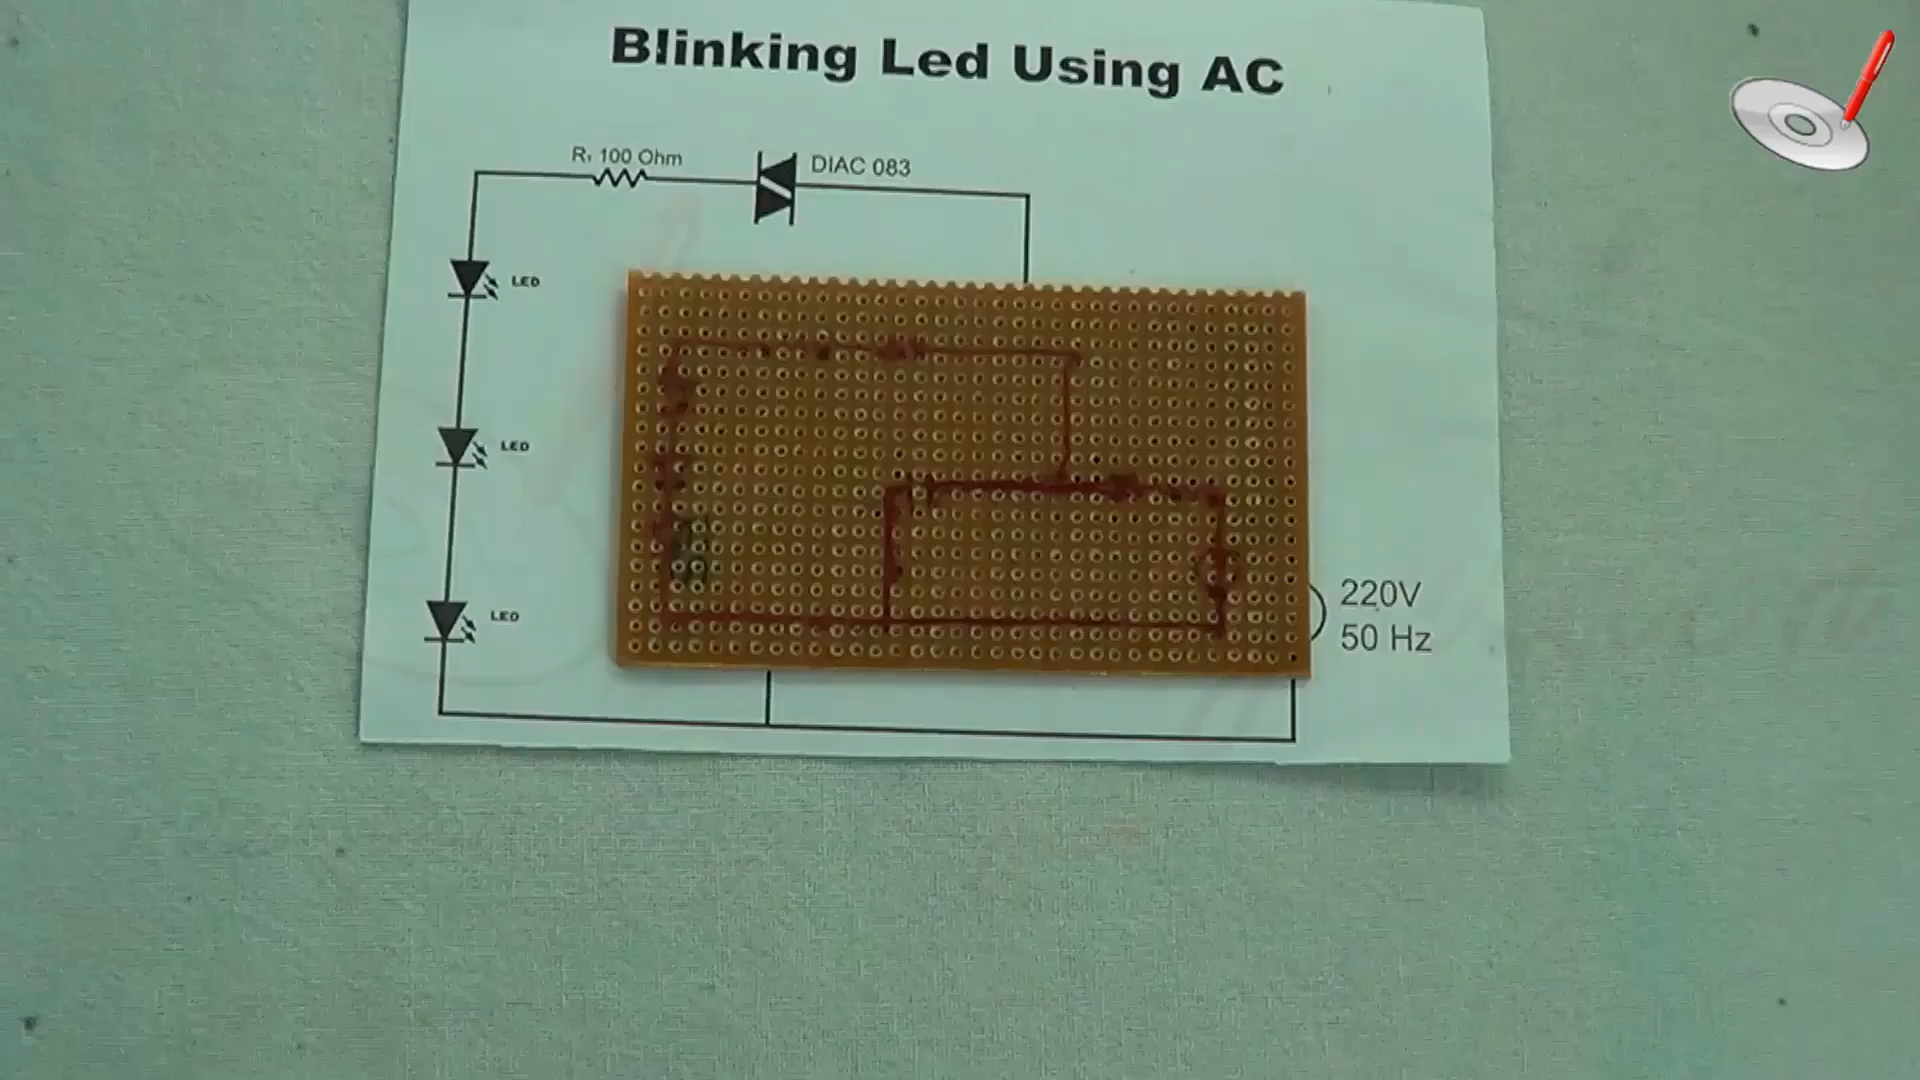 Blinking Led Using AC
R₁ 100 Ohm
DIAC 083
LED
LED
LED
220V
50 Hz